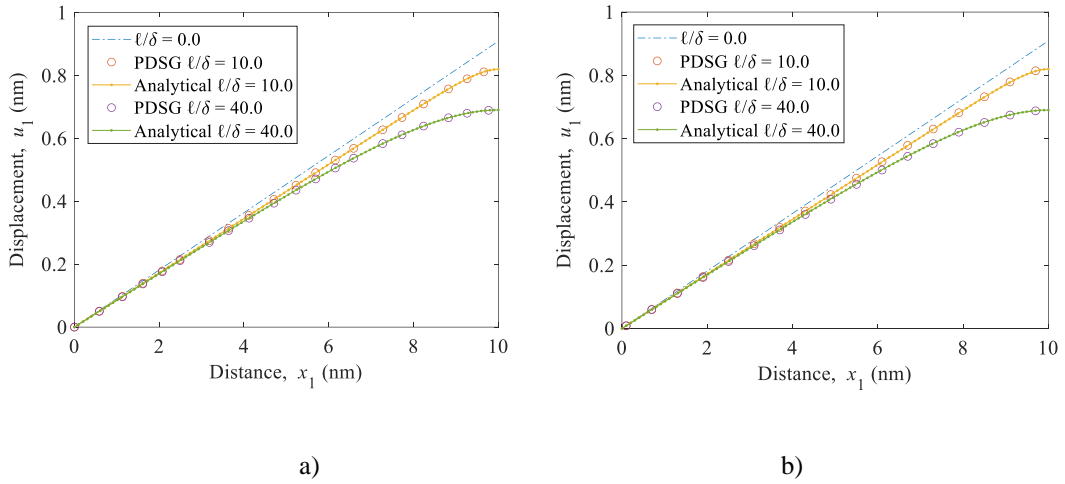 1
0.8
0.6
0.4
0.2
0
Displacement, u1 (nm)
ℓ/δ = 0.0
PDSG ℓ/δ = 10.0
Analytical ℓ/δ = 10.0
PDSG ℓ/δ = 40.0
Analytical ℓ/δ = 40.0
0 2 4 6 8 10
Distance, x1 (nm)
a)
1
0.8
0.6
0.4
0.2
0
Displacement, u1 (nm)
ℓ/δ = 0.0
PDSG ℓ/δ = 10.0
Analytical ℓ/δ = 10.0
PDSG ℓ/δ = 40.0
Analytical ℓ/δ = 40.0
0 2 4 6 8 10
Distance, x1 (nm)
b)